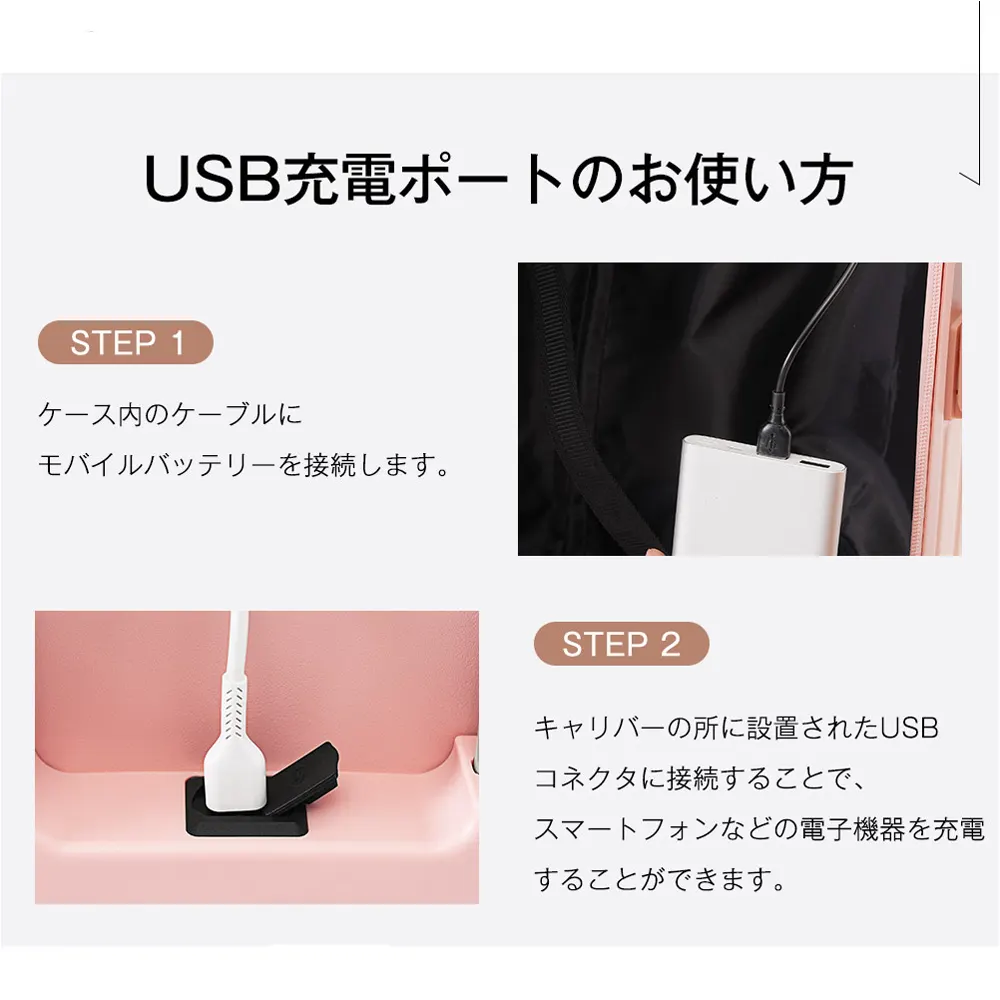 USB充電ポートのお使い方
STEP 1
ケース内のケーブルに
モバイルバッテリーを接続します。
STEP 2
キャリバーの所に設置されたUSB
コネクタに接続することで、
スマートフォンなどの電子機器を充電
することができます。